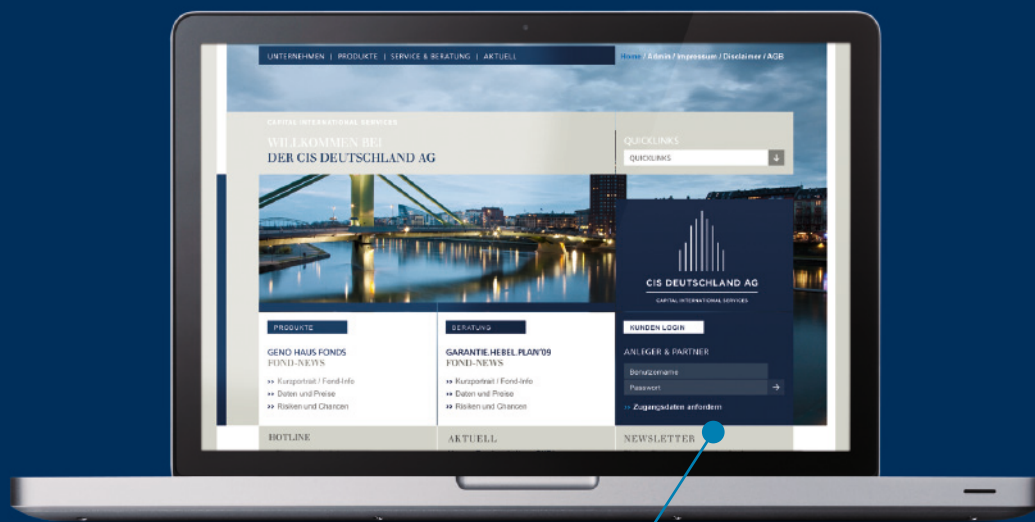 UNTERNEHMEN | PRODUKTE | SERVICE & BERATUNG | AKTUELL
Home / Admin / Impressum / Disclaimer / AGB
CAPITAL INTERNATIONAL SERVICES
WILLKOMMEN BEI
DER CIS DEUTSCHLAND AG
QUICKLINKS
QUICKLINKS
CIS DEUTSCHLAND AG
CAPITAL INTERNATIONAL SERVICES
PRODUKTE
GENO HAUS FONDS
FOND-NEWS
›› Kurzportrait / Fond-Info
›› Daten und Preise
›› Risiken und Chancen
BERATUNG
GARANTIE.HEBEL.PLAN'09
FOND-NEWS
›› Kurzportrait / Fond-Info
›› Daten und Preise
›› Risiken und Chancen
KUNDEN LOGIN
ANLEGER & PARTNER
Benutzername
Passwort
›› Zugangsdaten anfordern
HOTLINE
AKTUELL
NEWSLETTER